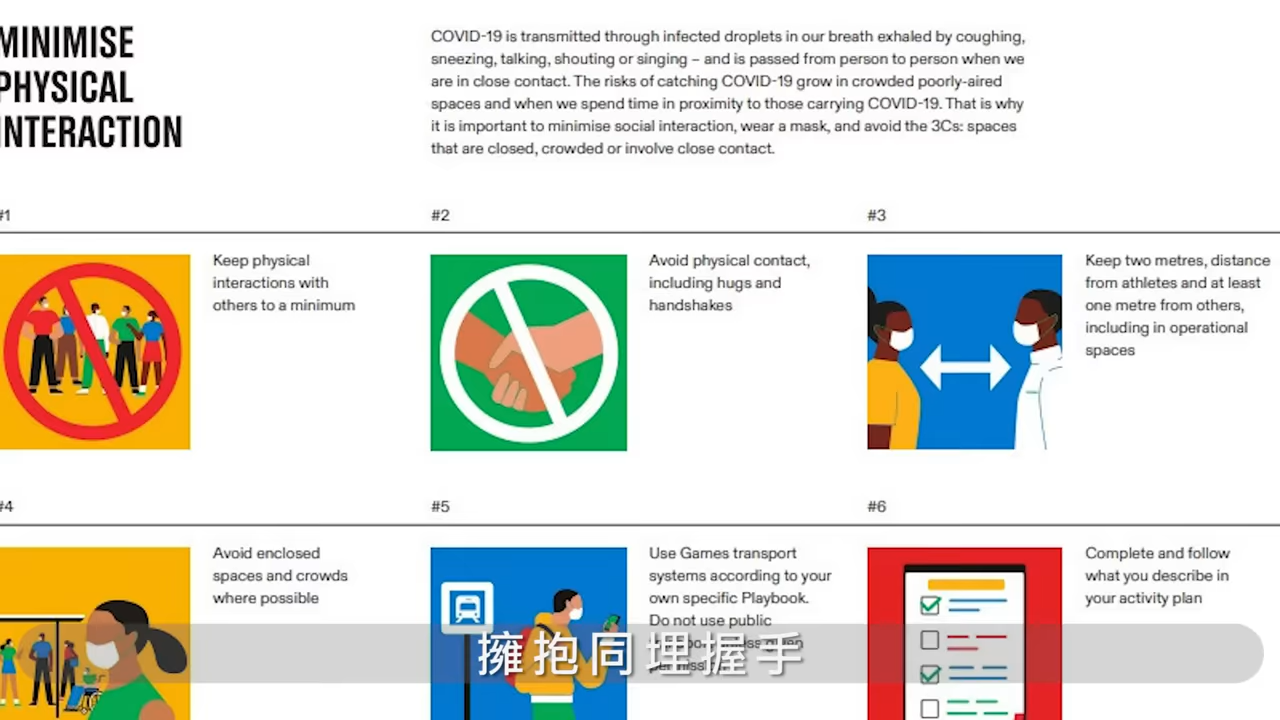 MINIMISE
PHYSICAL
INTERACTION
COVID-19 is transmitted through infected droplets in our breath exhaled by coughing,
sneezing, talking, shouting or singing – and is passed from person to person when we
are in close contact. The risks of catching COVID-19 grow in crowded poorly-aired
spaces and when we spend time in proximity to those carrying COVID-19. That is why
it is important to minimise social interaction, wear a mask, and avoid the 3Cs: spaces
that are closed, crowded or involve close contact.
#1
Keep physical
interactions with
others to a minimum
#2
Avoid physical contact,
including hugs and
handshakes
#3
Keep two metres, distance
from athletes and at least
one metre from others,
including in operational
spaces
#4
Avoid enclosed
spaces and crowds
where possible
#5
Use Games transport
systems according to your
own specific Playbook.
Do not use public
#6
Complete and follow
what you describe in
your activity plan
擁抱同埋握手